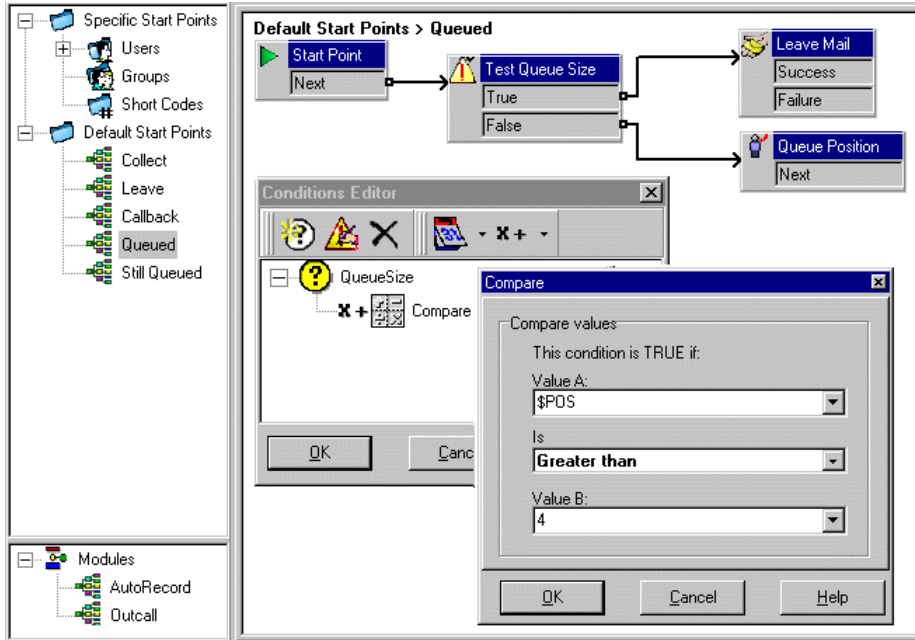 Specific Start Points
Users
Groups
Short Codes
Default Start Points
Collect
Leave
Callback
Queued
Still Queued
Modules
AutoRecord
Outcall
Default Start Points > Queued
Start Point
Next
Test Queue Size
True
False
Leave Mail
Success
Failure
Queue Position
Next
Conditions Editor
QueueSize
Compare
OK
Canc
Compare
Compare values
This condition is TRUE if:
Value A:
$POS
Is
Greater than
Value B:
4
OK
Cancel
Help